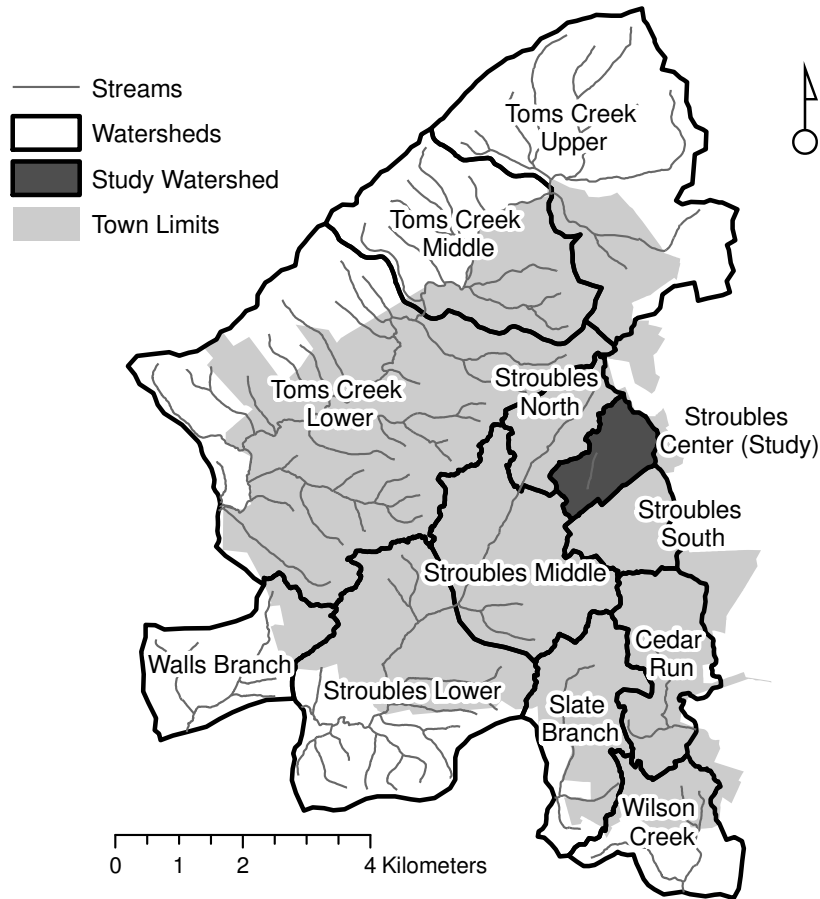 Streams
Watersheds
Study Watershed
Town Limits
Toms Creek
Upper
Toms Creek
Middle
Toms Creek
Lower
Stroubles
North
Stroubles
Center (Study)
Stroubles
South
Stroubles Middle
Cedar
Run
Walls Branch
Stroubles Lower
Slate
Branch
Wilson
Creek
0 1 2 4 Kilometers